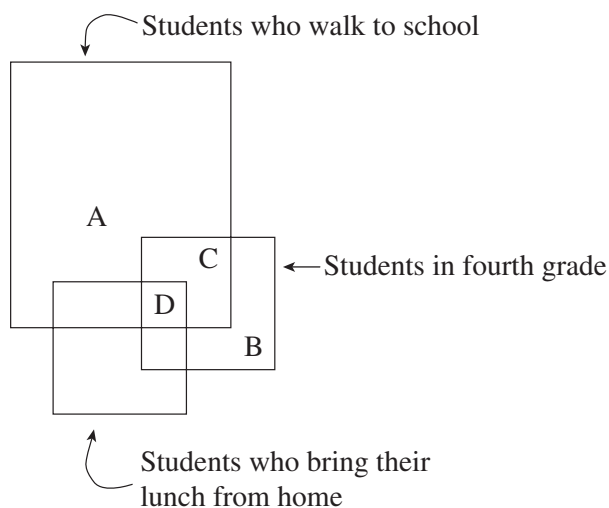 Students who walk to school
A
C
Students in fourth grade
D
B
Students who bring their
lunch from home